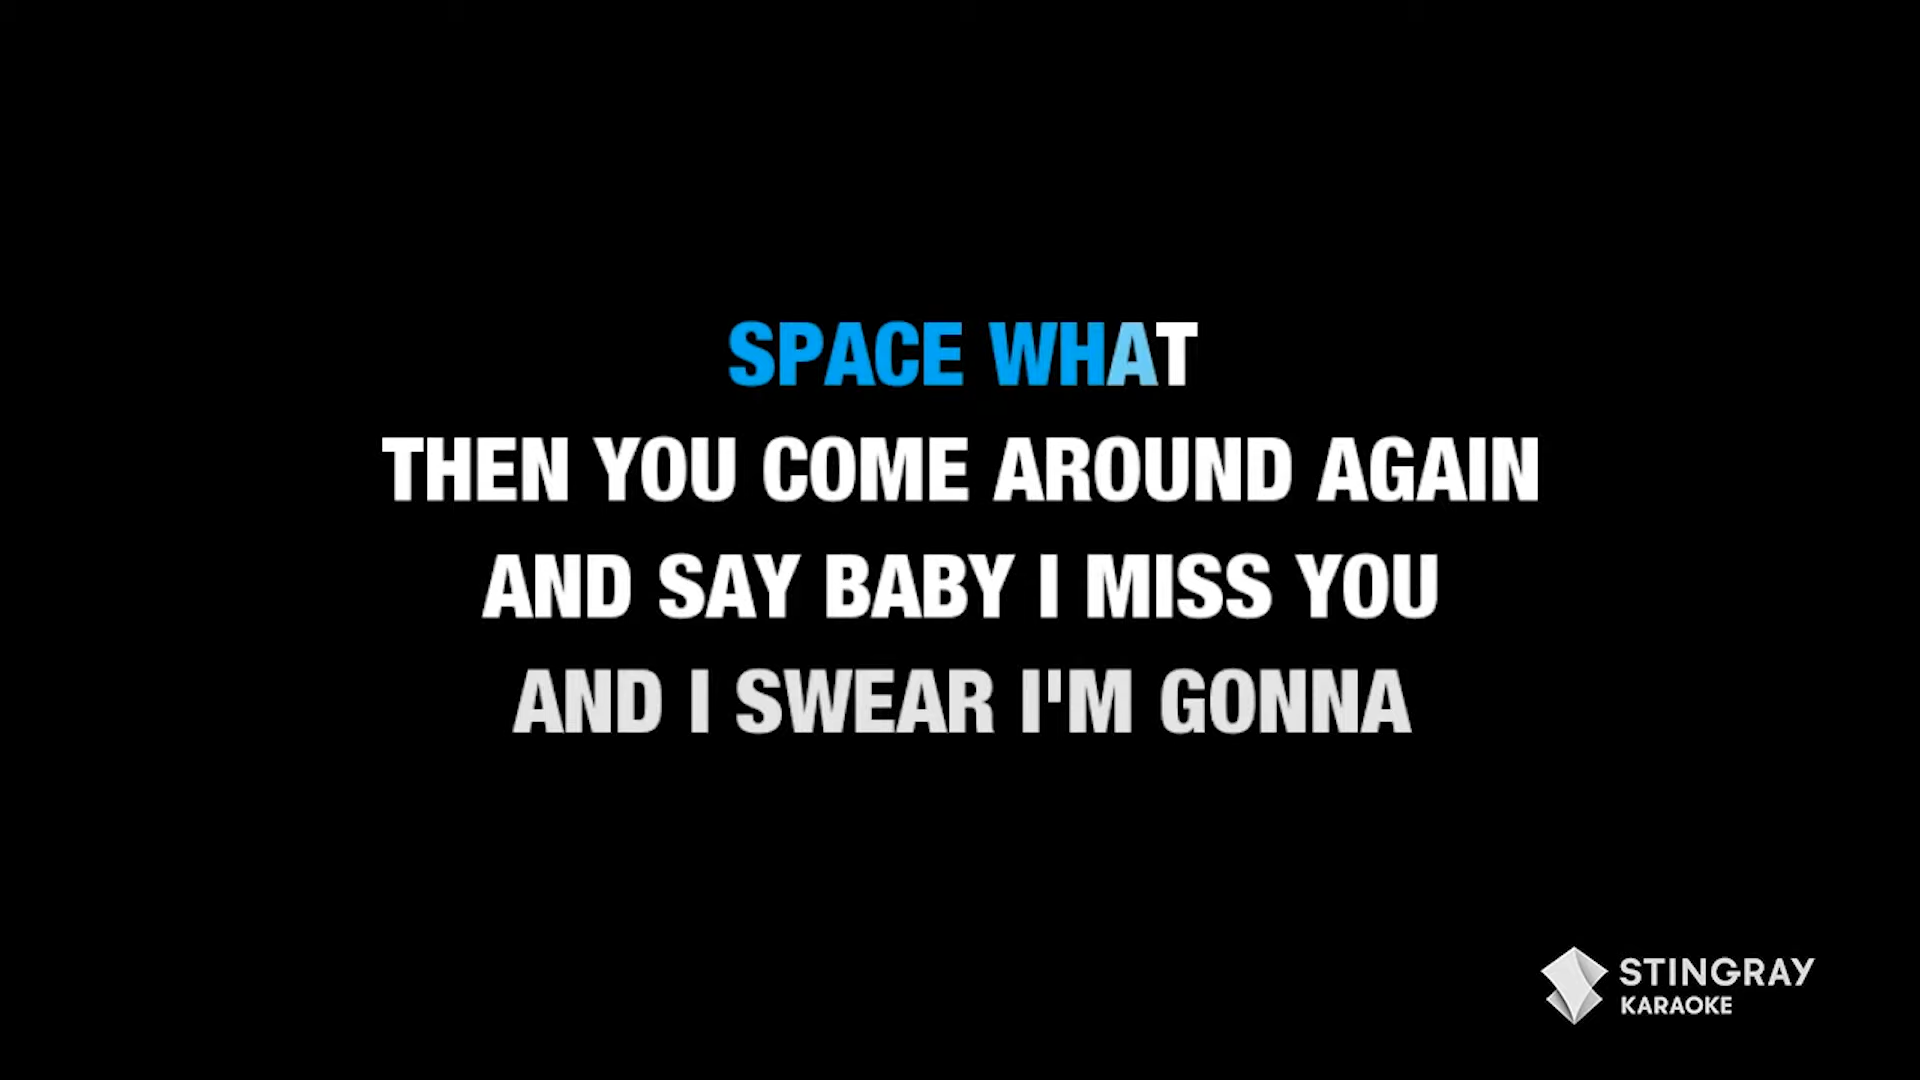 SPACE WHAT
THEN YOU COME AROUND AGAIN
AND SAY BABY I MISS YOU
AND I SWEAR I'M GONNA
STINGRAY
KARAOKE